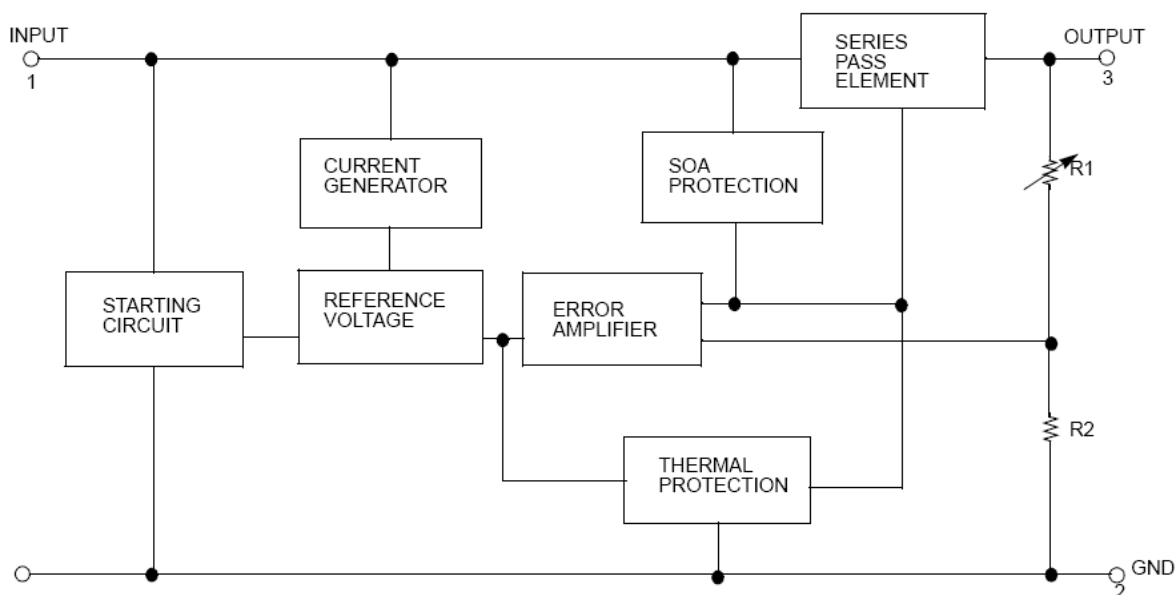 INPUT
1
SERIES
PASS
ELEMENT
OUTPUT
3
CURRENT
GENERATOR
SOA
PROTECTION
R1
STARTING
CIRCUIT
REFERENCE
VOLTAGE
ERROR
AMPLIFIER
R2
THERMAL
PROTECTION
GND
2